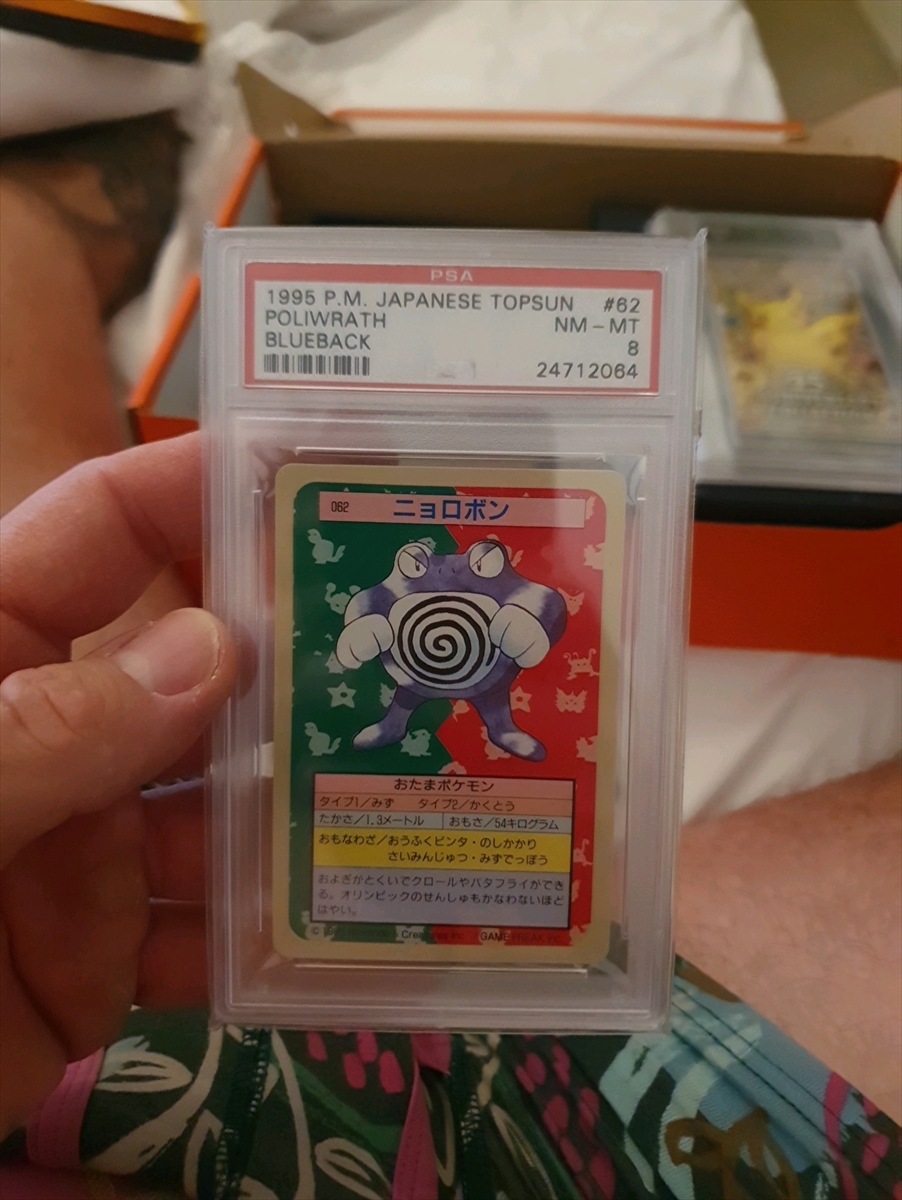 PSA
1995 P.M. JAPANESE TOPSUN #62
POLIWRATH NM - MT
BLUEBACK 8
24712064
062 ニョロボン
おたまポケモン
タイプ1/みず タイプ2/かくとう
たかさ/1.3メートル おもさ/54キログラム
おもなわざ/おうふくビンタ・のしかかり
さいみんじゅつ・みずでっぽう
およぎがとくいでクロールやバタフライができ
る。オリンピックのせんしゅもかなわないほど
はやい。
© Creatures inc. GAME FREAK inc.